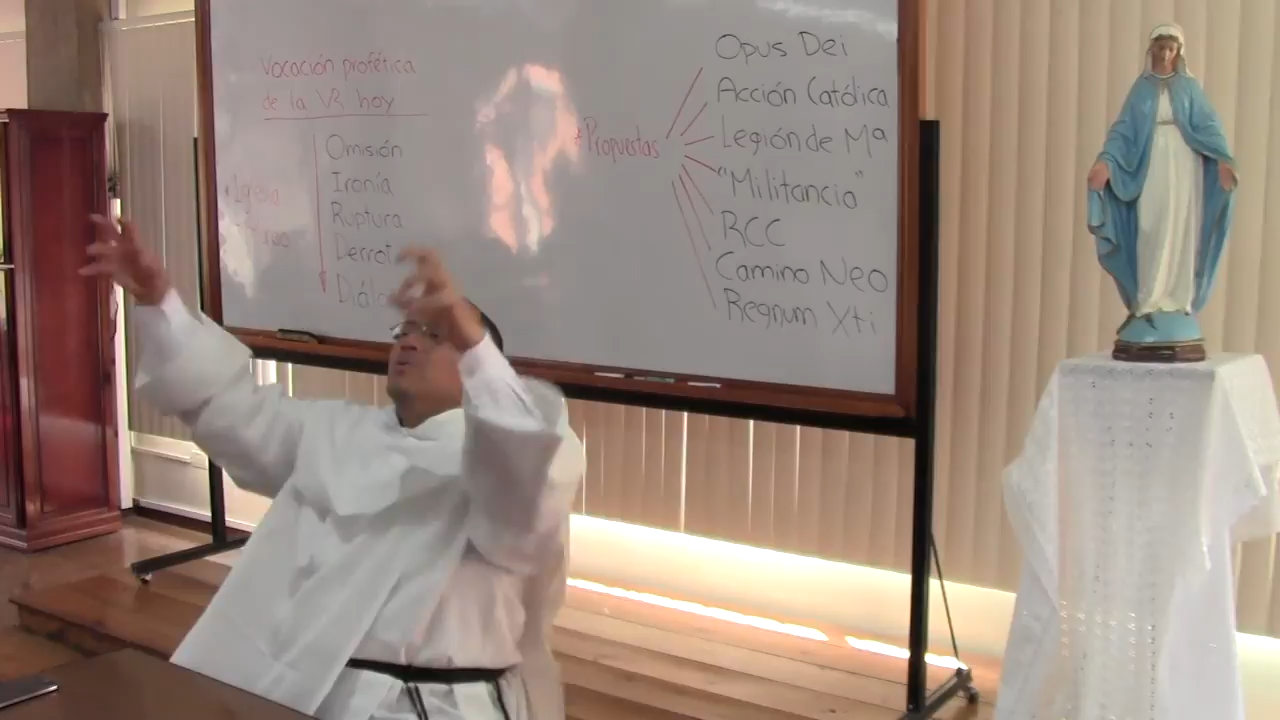 Vocación profética
de la VR hoy
Omisión
Ironía
Ruptura
Iglesia
* Propuestas
Opus Dei
Acción Católica
Legión de Mª
"Militancia"
RCC
Camino Neo
Regnum Xti